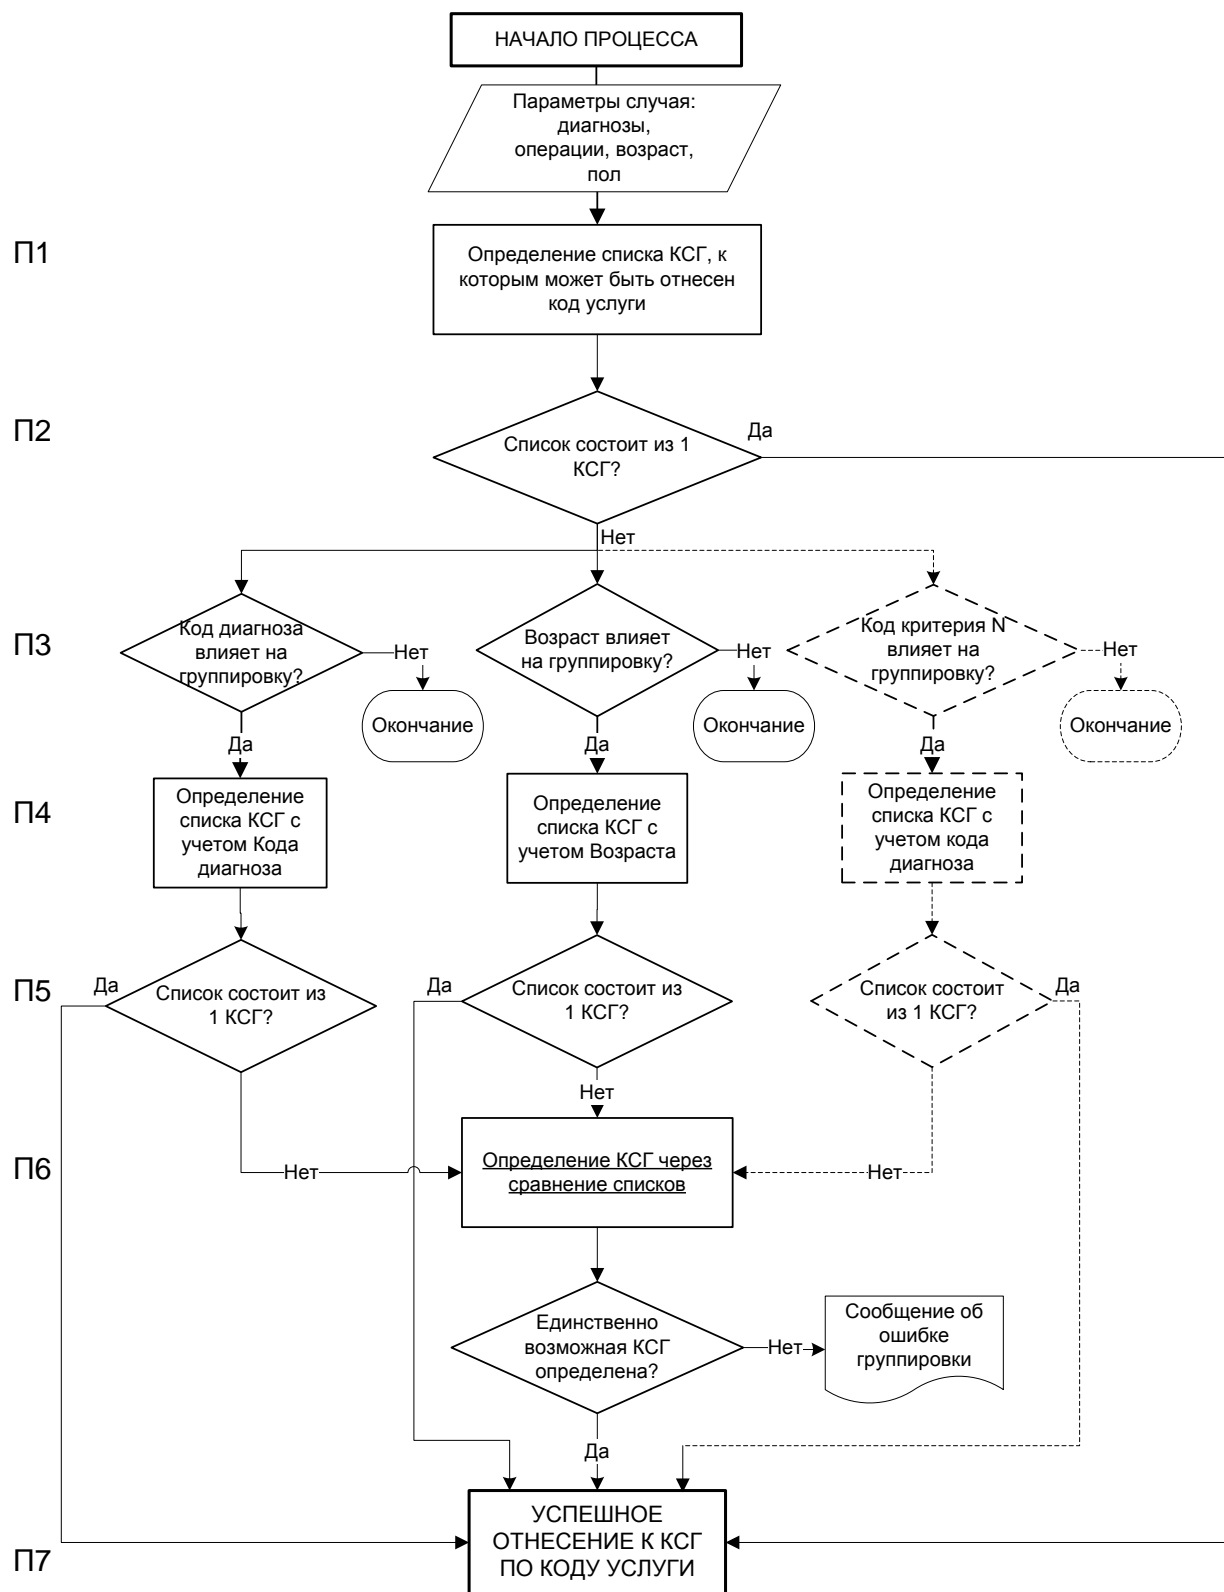 НАЧАЛО ПРОЦЕССА
Параметры случая:
диагнозы,
операции, возраст,
пол
П1
Определение списка КСГ, к
которым может быть отнесен
код услуги
П2
Список состоит из 1
КСГ?
Да
Нет
П3
Код диагноза
влияет на
группировку?
Нет
Окончание
Да
Возраст влияет
на группировку?
Нет
Окончание
Да
Код критерия N
влияет на
группировку?
Нет
Окончание
Да
П4
Определение
списка КСГ с
учетом Кода
диагноза
Определение
списка КСГ с
учетом Возраста
Определение
списка КСГ с
учетом кода
диагноза
П5
Да
Список состоит из
1 КСГ?
Да
Список состоит из
1 КСГ?
Нет
Список состоит
из 1 КСГ?
Да
П6
Нет
Определение КСГ через
сравнение списков
Нет
Единственно
возможная КСГ
определена?
Нет
Сообщение об
ошибке
группировки
Да
П7
УСПЕШНОЕ
ОТНЕСЕНИЕ К КСГ
ПО КОДУ УСЛУГИ